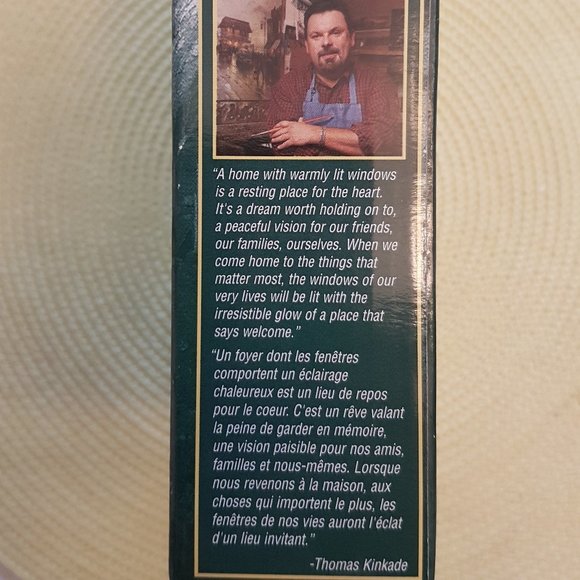 "A home with warmly lit windows
is a resting place for the heart.
It's a dream worth holding on to,
a peaceful vision for our friends,
our families, ourselves. When we
come home to the things that
matter most, the windows of our
very lives will be lit with the
irresistible glow of a place that
says welcome."
"Un foyer dont les fenêtres
comportent un éclairage
chaleureux est un lieu de repos
pour le coeur. C'est un rêve valant
la peine de garder en mémoire,
une vision paisible pour nos amis,
familles et nous-mêmes. Lorsque
nous revenons à la maison, aux
choses qui importent le plus, les
fenêtres de nos vies auront l'éclat
d'un lieu invitant."
-Thomas Kinkade